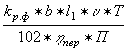 k_{р.ф} * b * l_1 * ν * T
102 * η_{пер} * П